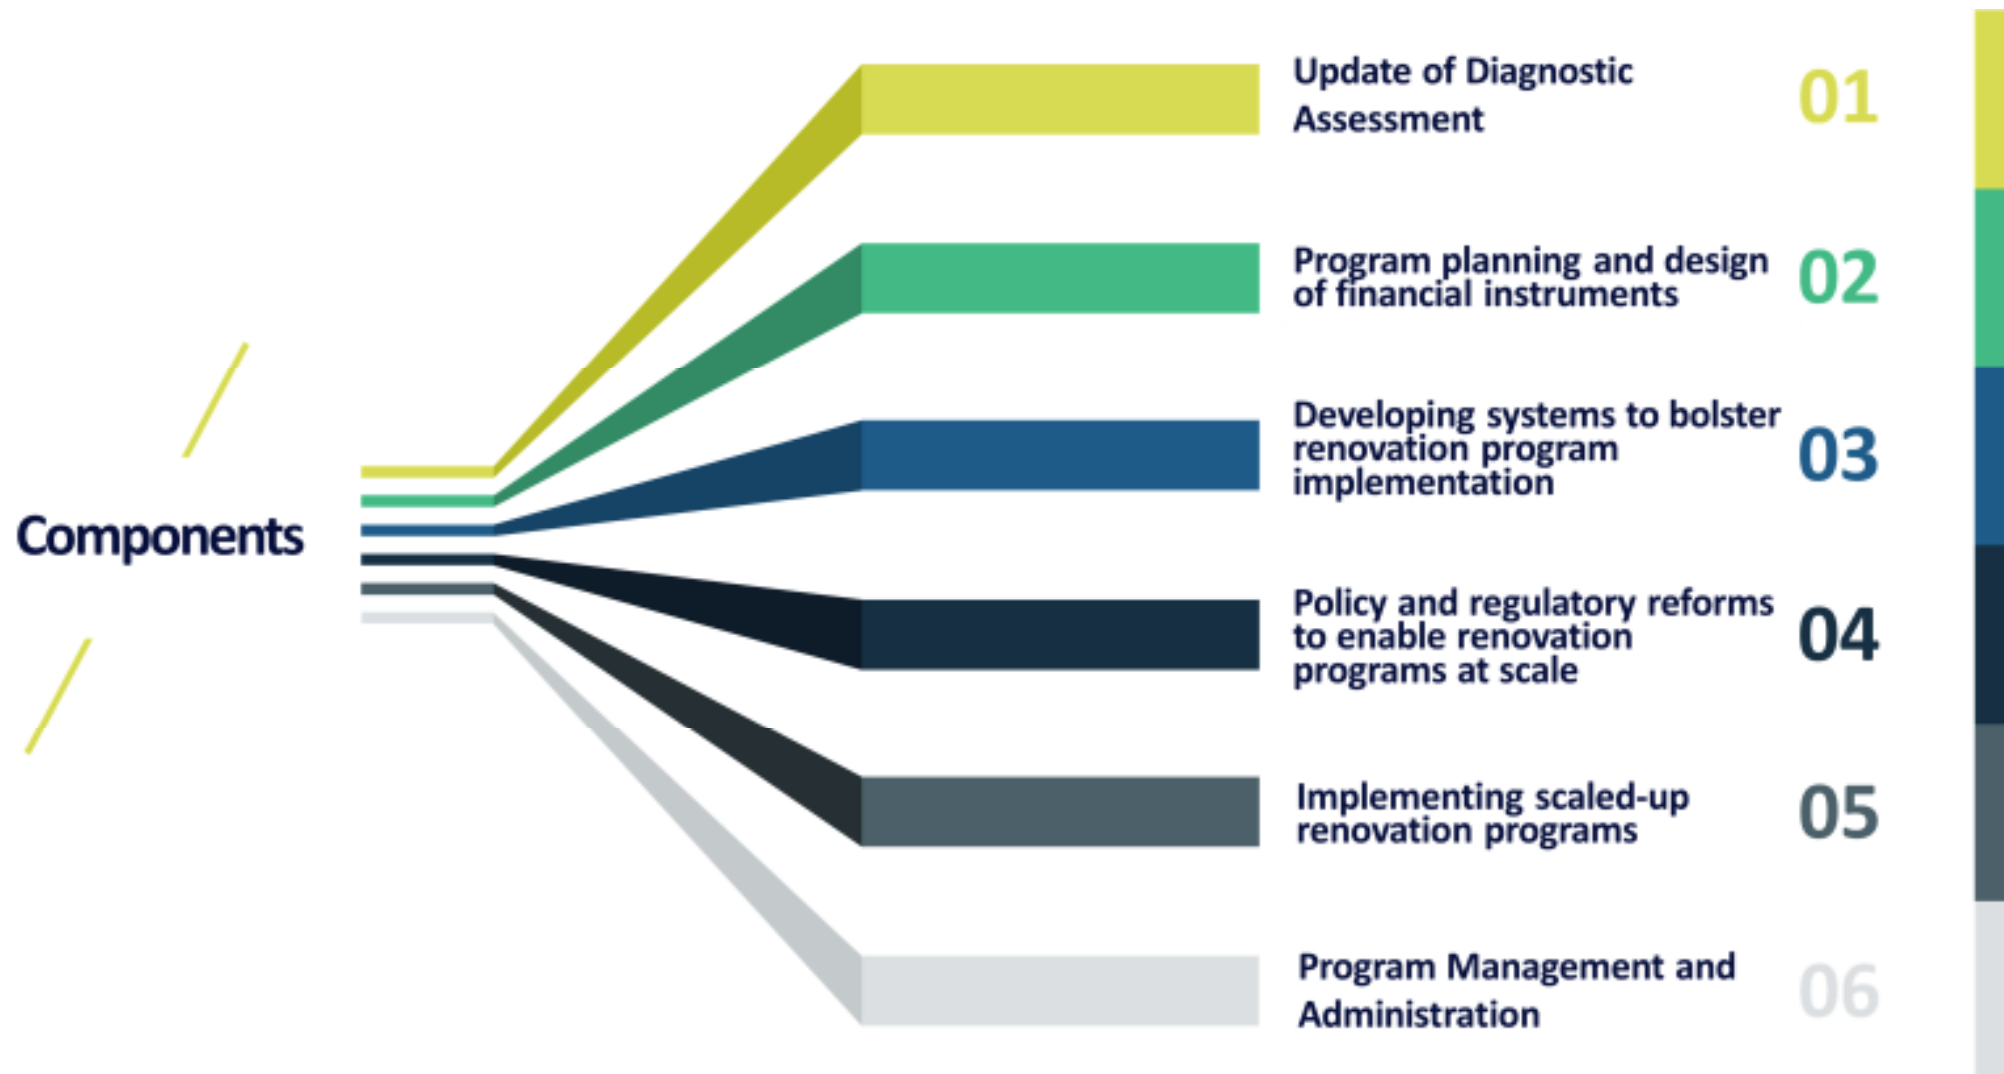 Components
Update of Diagnostic
Assessment
01
Program planning and design
of financial instruments
02
Developing systems to bolster
renovation program
implementation
03
Policy and regulatory reforms
to enable renovation
programs at scale
04
Implementing scaled-up
renovation programs
05
Program Management and
Administration
06